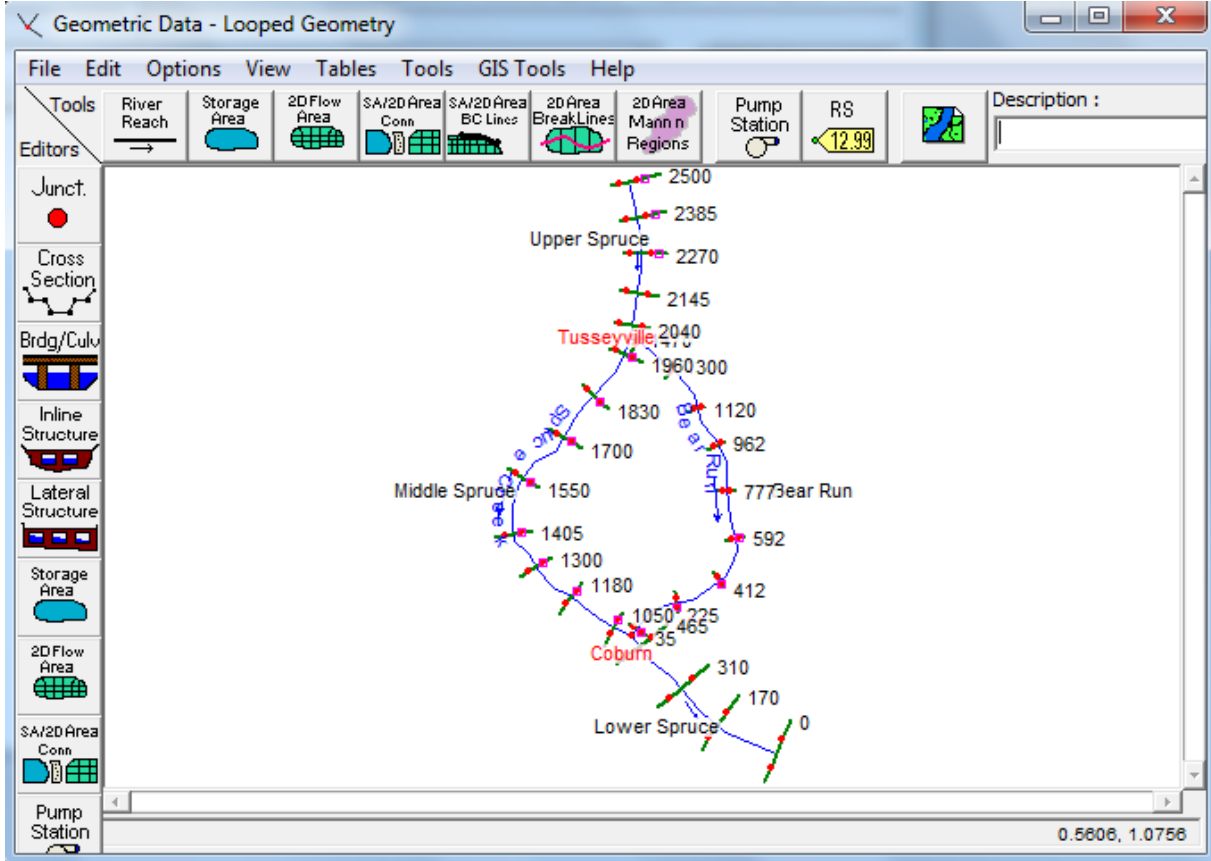 Geometric Data - Looped Geometry
File Edit Options View Tables Tools GIS Tools Help
Tools
Editors
River
Reach
Storage
Area
2D Flow
Area
SA/2D Area
Conn
SA/2D Area
BC Lines
2D Area
BreakLines
2D Area
Mann n
Regions
Pump
Station
RS
12.99
Description :
Junct.
Cross
Section
Brdg/Culv
Inline
Structure
Lateral
Structure
Storage
Area
2D Flow
Area
SA/2D Area
Conn
Pump
Station
2500
2385
Upper Spruce
2270
2145
2040
Tusseyville
1960
300
1830
1120
Bear Run
962
1700
Middle Spruce
1550
777
Bear Run
1405
592
1300
1180
412
1050
225
465
35
Coburn
310
170
Lower Spruce
0
0.5606, 1.0756